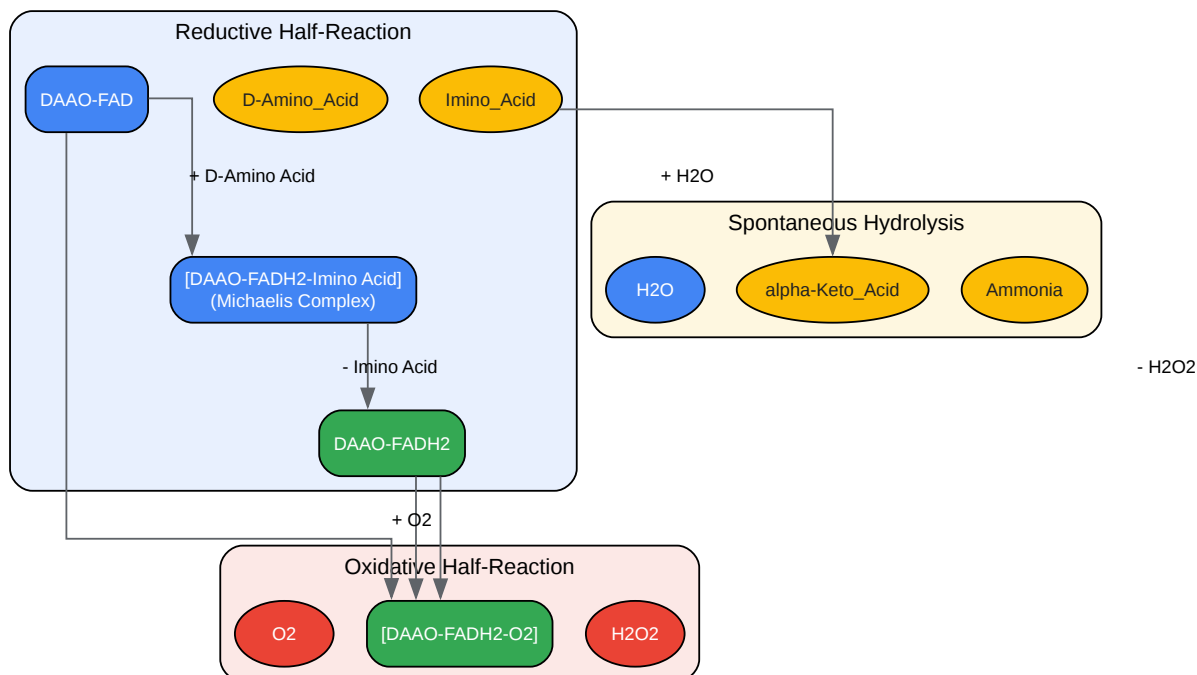 Reductive Half-Reaction
DAAO-FAD
D-Amino_Acid
Imino_Acid
+ D-Amino Acid
+ H2O
Spontaneous Hydrolysis
[DAAO-FADH2-Imino Acid]
(Michaelis Complex)
H2O
alpha-Keto_Acid
Ammonia
- Imino Acid
- H2O2
DAAO-FADH2
+ O2
Oxidative Half-Reaction
O2
[DAAO-FADH2-O2]
H2O2